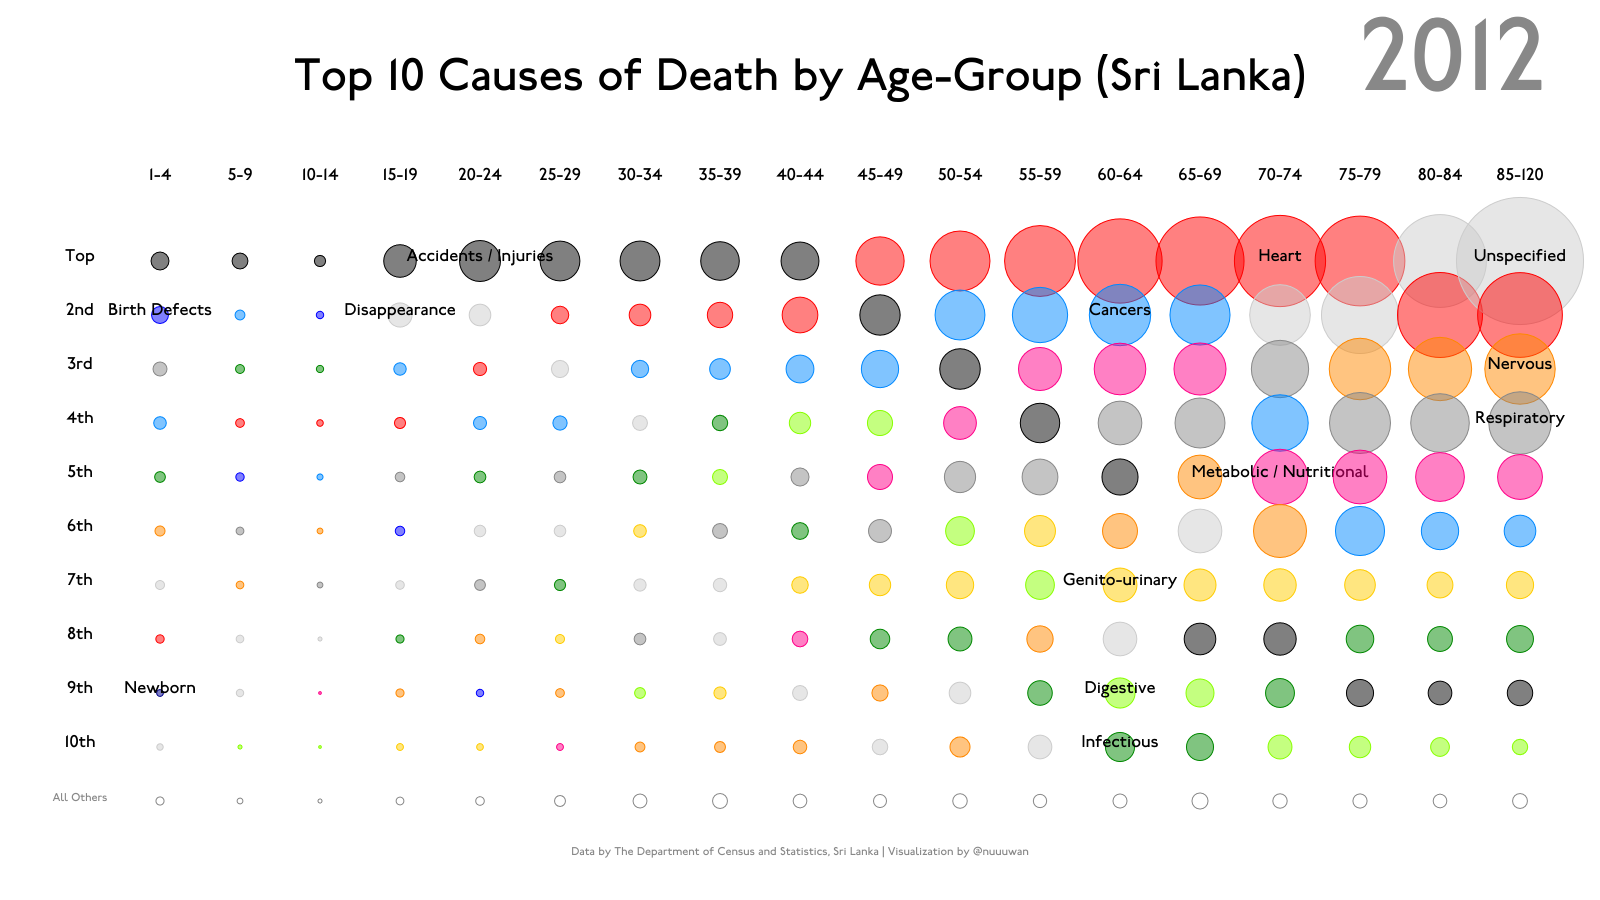 2012
Top 10 Causes of Death by Age-Group (Sri Lanka)
1-4 5-9 10-14 15-19 20-24 25-29 30-34 35-39 40-44 45-49 50-54 55-59 60-64 65-69 70-74 75-79 80-84 85-120
Top Accidents / Injuries Heart Unspecified
2nd Birth Defects Disappearance Cancers
3rd Nervous
4th Respiratory
5th Metabolic / Nutritional
6th
7th Genito-urinary
8th
9th Newborn Digestive
10th Infectious
All Others
Data by The Department of Census and Statistics, Sri Lanka | Visualization by @nuuuwan